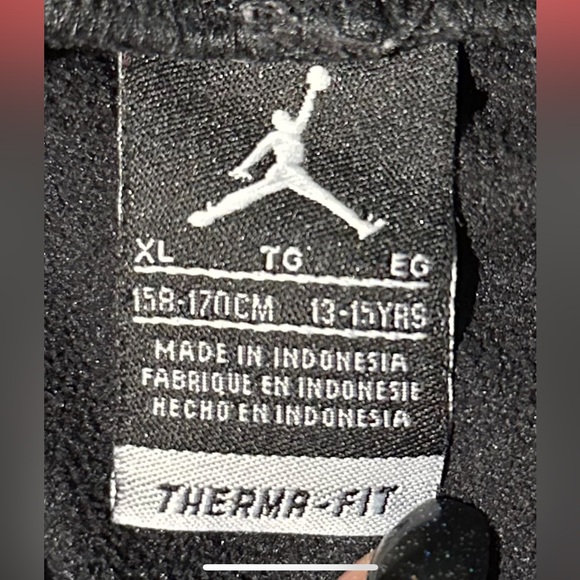 XL TG EG
158-170CM 13-15YRS
MADE IN INDONESIA
FABRIQUE EN INDONESIE
HECHO EN INDONESIA
THERMA-FIT